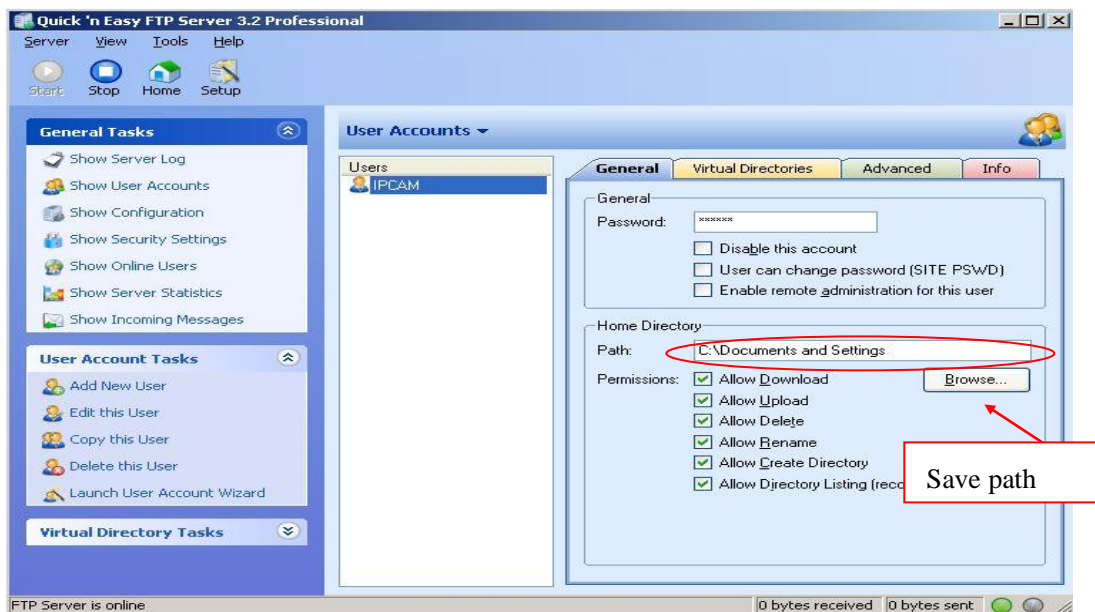 Quick 'n Easy FTP Server 3.2 Professional
Server View Tools Help
Start Stop Home Setup
General Tasks
Show Server Log
Show User Accounts
Show Configuration
Show Security Settings
Show Online Users
Show Server Statistics
Show Incoming Messages
User Account Tasks
Add New User
Edit this User
Copy this User
Delete this User
Launch User Account Wizard
Virtual Directory Tasks
User Accounts
Users
IPCAM
General Virtual Directories Advanced Info
General
Password: ××××××
Disable this account
User can change password (SITE PSWD)
Enable remote administration for this user
Home Directory
Path: C:\Documents and Settings
Permissions: Allow Download Browse...
Allow Upload
Allow Delete
Allow Rename
Allow Create Directory
Allow Directory Listing (reco
Save path
FTP Server is online 0 bytes received 0 bytes sent